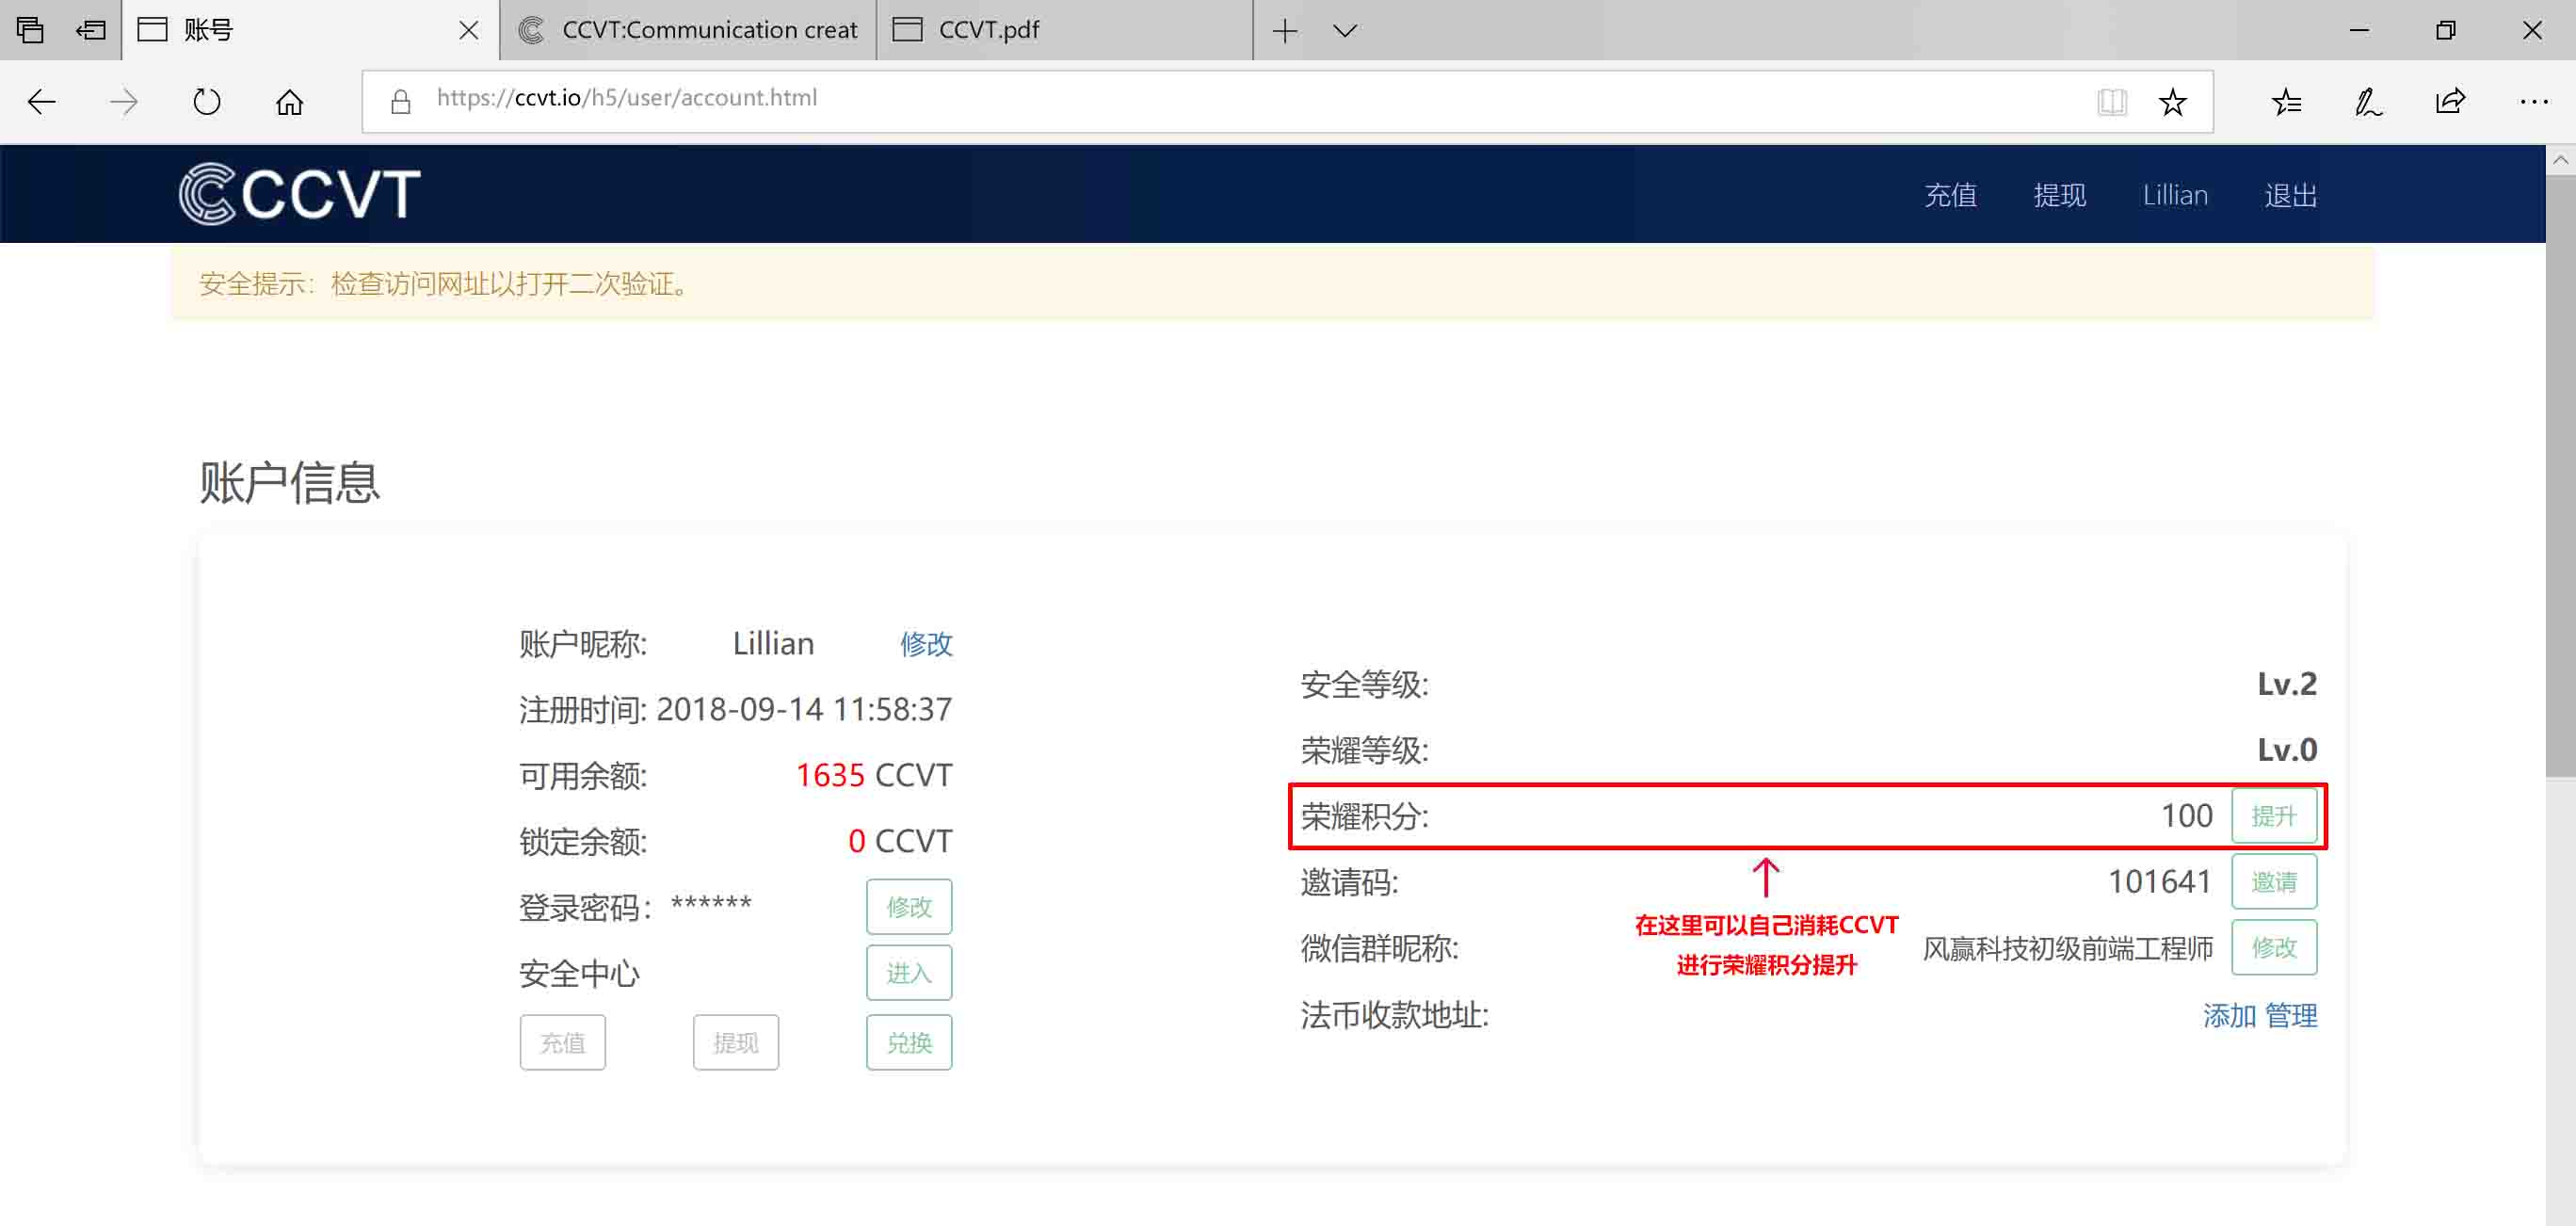 账号
CCVT:Communication creat
CCVT.pdf
https://ccvt.io/h5/user/account.html
CCVT
充值
提现
Lillian
退出
安全提示：检查访问网址以打开二次验证。
账户信息
账户昵称: Lillian 修改
注册时间: 2018-09-14 11:58:37
可用余额: 1635 CCVT
锁定余额: 0 CCVT
登录密码：****** 修改
安全中心 进入
充值 提现 兑换
安全等级: Lv.2
荣耀等级: Lv.0
荣耀积分: 100 提升
邀请码: 101641 邀请
在这里可以自己消耗CCVT
进行荣耀积分提升
微信群昵称: 风赢科技初级前端工程师 修改
法币收款地址: 添加 管理